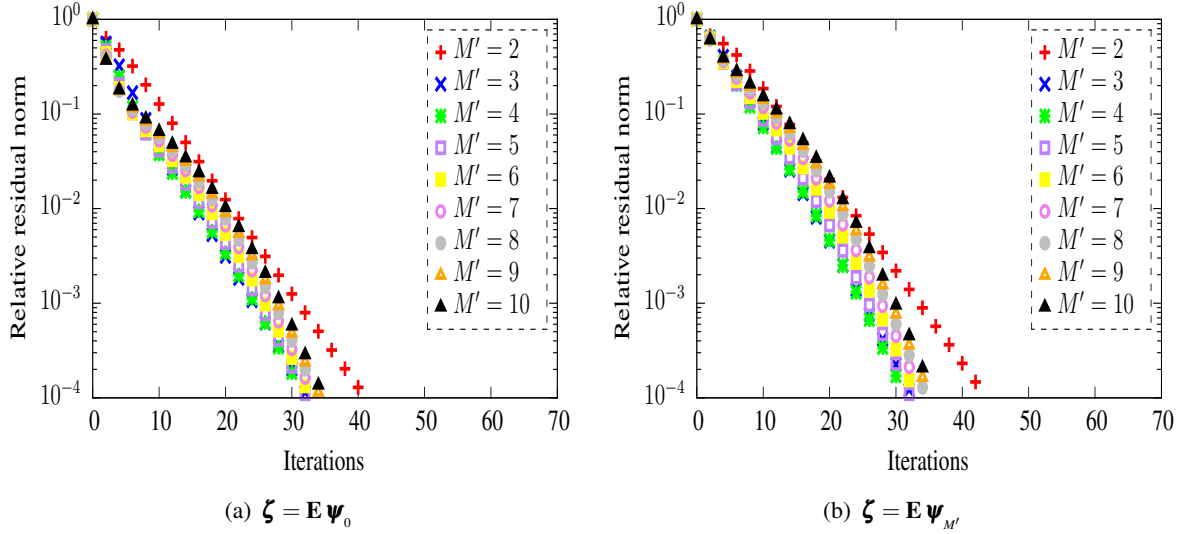 Relative residual norm
10^0
10^−1
10^−2
10^−3
10^−4
M′ = 2
M′ = 3
M′ = 4
M′ = 5
M′ = 6
M′ = 7
M′ = 8
M′ = 9
M′ = 10
0 10 20 30 40 50 60 70
Iterations
(a) ζ = E ψ_0
Relative residual norm
10^0
10^−1
10^−2
10^−3
10^−4
M′ = 2
M′ = 3
M′ = 4
M′ = 5
M′ = 6
M′ = 7
M′ = 8
M′ = 9
M′ = 10
0 10 20 30 40 50 60 70
Iterations
(b) ζ = E ψ_M′